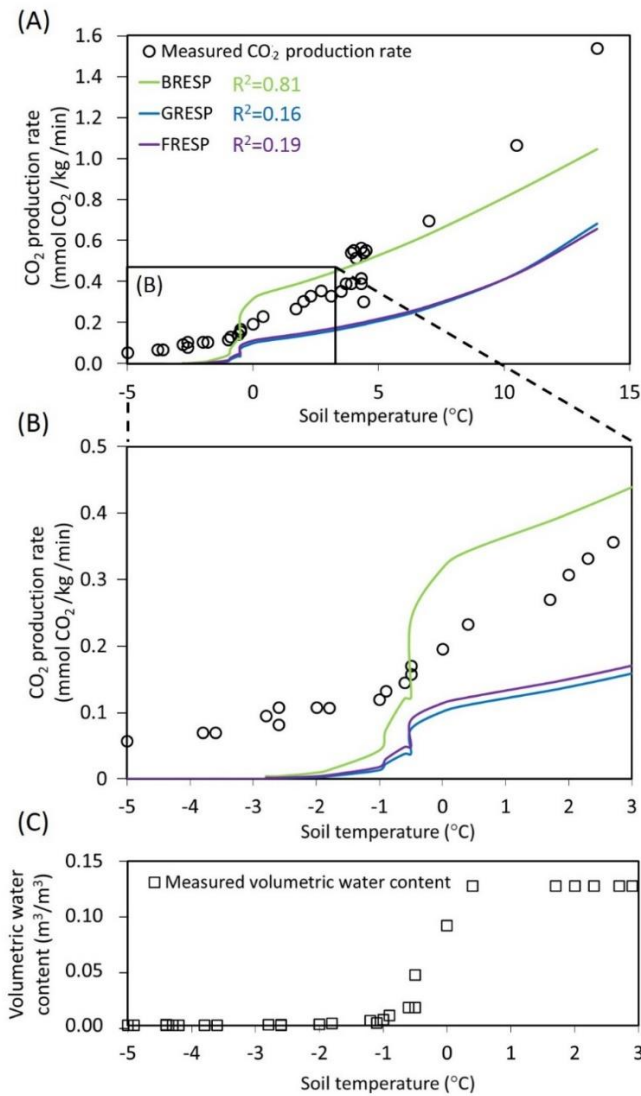 (A)
1.6
1.4
1.2
1.0
0.8
0.6
0.4
0.2
0.0
CO2 production rate
(mmol CO2 /kg /min)
Measured CO2 production rate
BRESP R2=0.81
GRESP R2=0.16
FRESP R2=0.19
(B)
-5 0 5 10 15
Soil temperature (°C)
(B)
0.5
0.4
0.3
0.2
0.1
0
CO2 production rate
(mmol CO2 /kg /min)
-5 -4 -3 -2 -1 0 1 2 3
Soil temperature (°C)
(C)
0.15
0.10
0.05
0.00
Volumetric water
content (m3/m3)
Measured volumetric water content
-5 -4 -3 -2 -1 0 1 2 3
Soil temperature (°C)